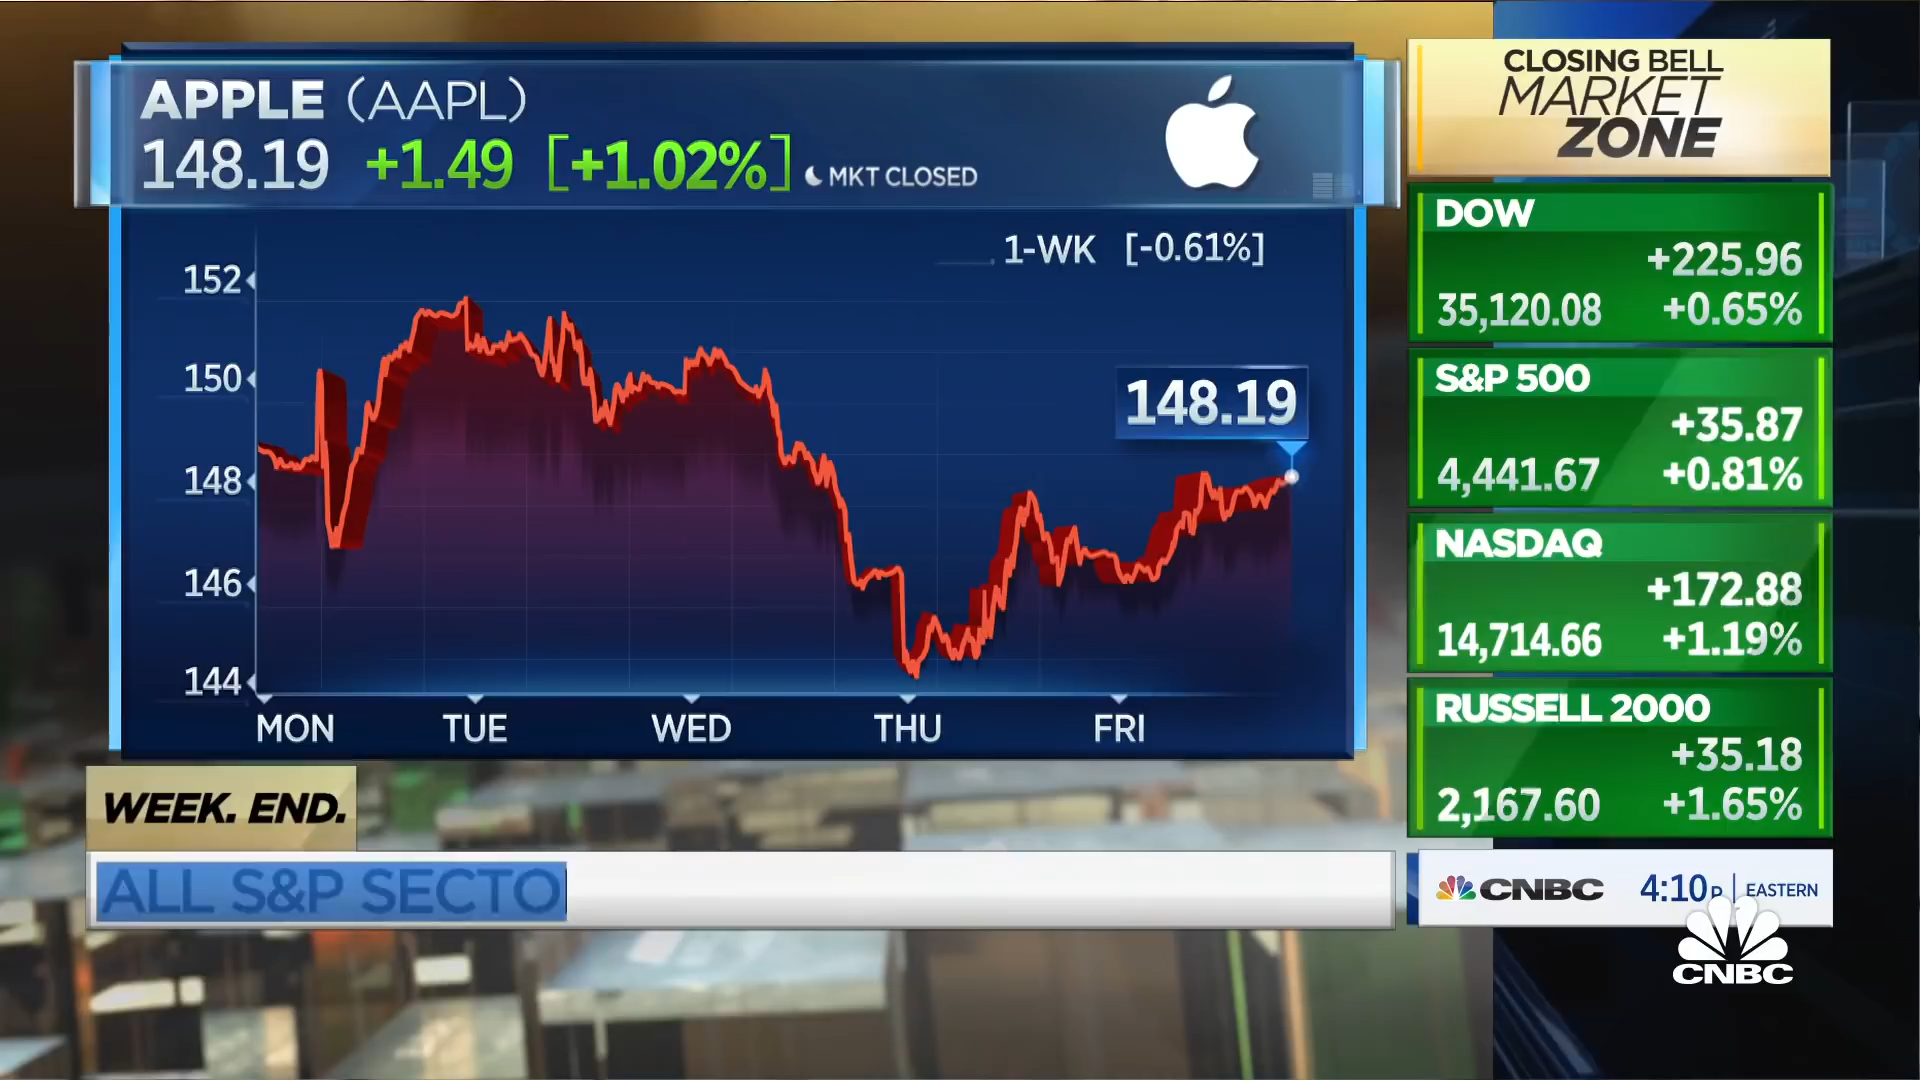 APPLE (AAPL)
148.19 +1.49 [+1.02%] MKT CLOSED
1-WK [-0.61%]
152
150
148
146
144
148.19
MON TUE WED THU FRI
WEEK. END.
ALL S&P SECTO
CLOSING BELL
MARKET
ZONE
DOW
+225.96
35,120.08 +0.65%
S&P 500
+35.87
4,441.67 +0.81%
NASDAQ
+172.88
14,714.66 +1.19%
RUSSELL 2000
+35.18
2,167.60 +1.65%
CNBC 4:10P EASTERN
CNBC